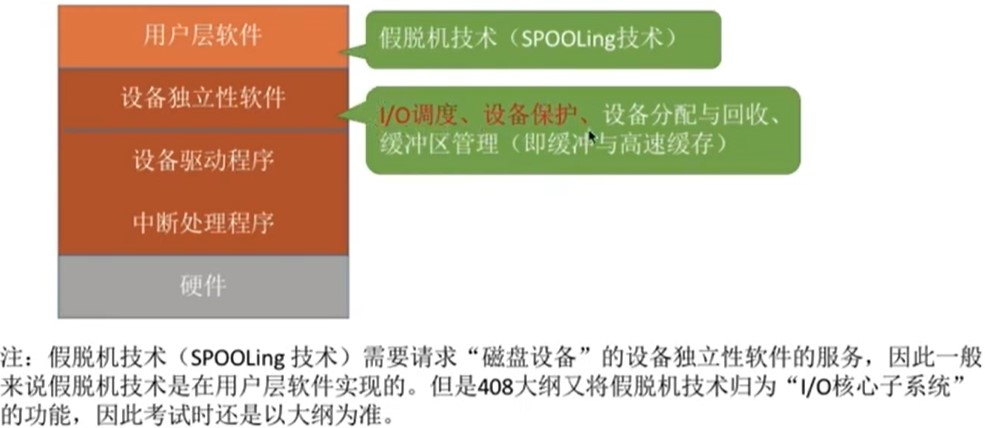 用户层软件
假脱机技术（SPOOLing技术）
设备独立性软件
I/O调度、设备保护、设备分配与回收、
缓冲区管理（即缓冲与高速缓存）
设备驱动程序
中断处理程序
硬件
注：假脱机技术（SPOOLing 技术）需要请求“磁盘设备”的设备独立性软件的服务，因此一般
来说假脱机技术是在用户层软件实现的。但是408大纲又将假脱机技术归为“I/O核心子系统”
的功能，因此考试时还是以大纲为准。